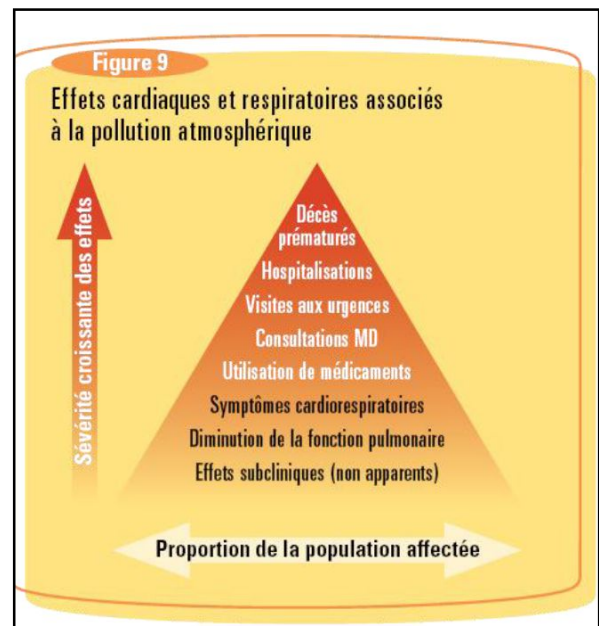 Figure 9
Effets cardiaques et respiratoires associés
à la pollution atmosphérique
Sévérité croissante des effets
Décès
prématurés
Hospitalisations
Visites aux urgences
Consultations MD
Utilisation de médicaments
Symptômes cardiorespiratoires
Diminution de la fonction pulmonaire
Effets subcliniques (non apparents)
Proportion de la population affectée